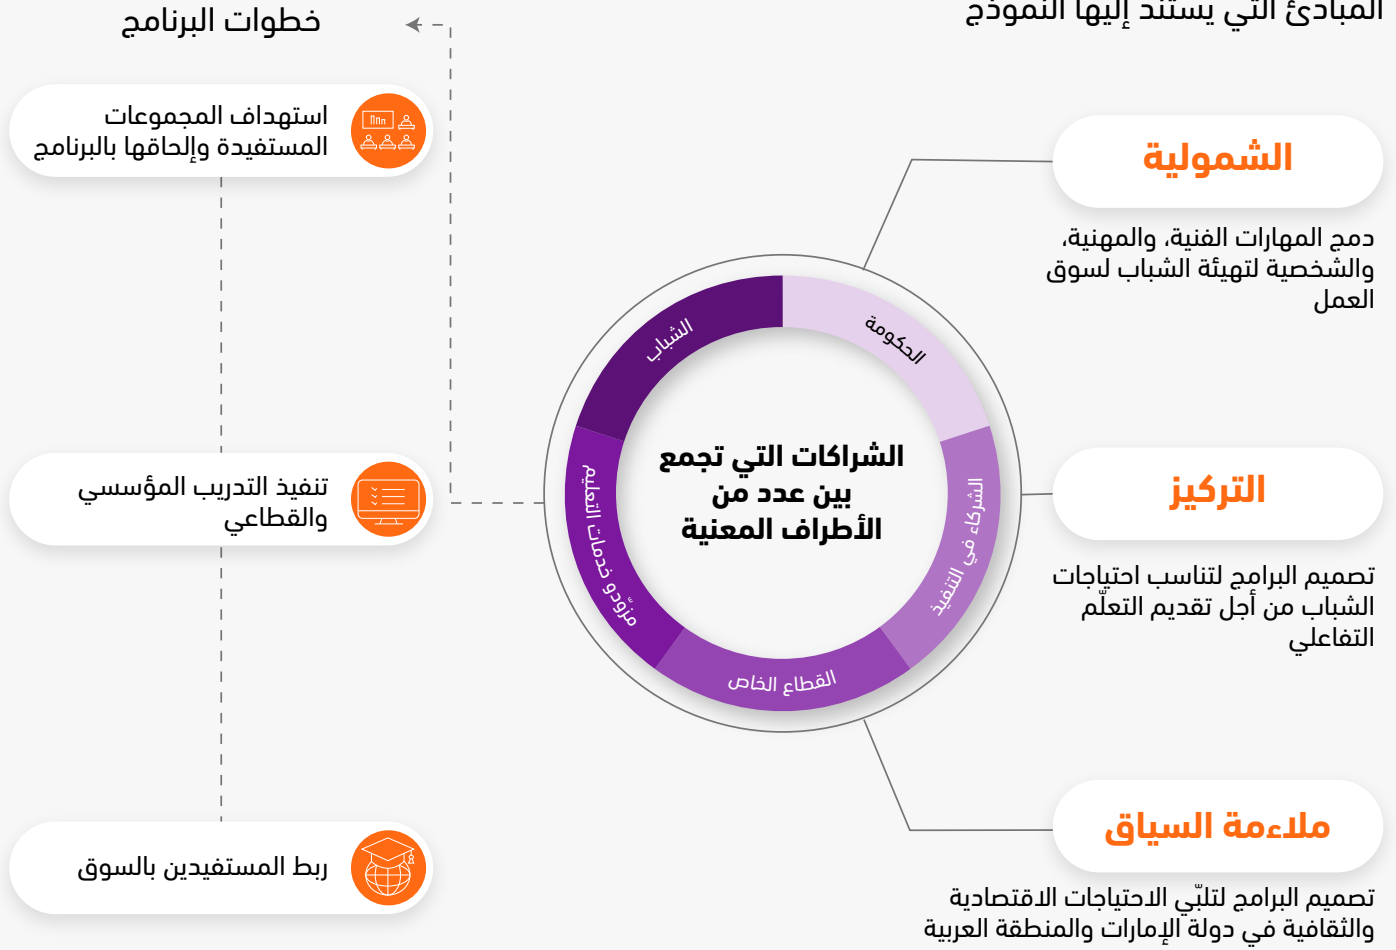 المبادئ التي يستند إليها النموذج
الشمولية
دمج المهارات الفنية، والمهنية،
والشخصية لتهيئة الشباب لسوق
العمل
التركيز
تصميم البرامج لتناسب احتياجات
الشباب من أجل تقديم التعلّم
التفاعلي
ملاءمة السياق
تصميم البرامج لتلبّي الاحتياجات الاقتصادية
والثقافية في دولة الإمارات والمنطقة العربية
الشراكات التي تجمع
بين عدد من
الأطراف المعنية
الحكومة
الشركاء في التنفيذ
القطاع الخاص
مزّودو خدمات التعليم
الشباب
خطوات البرنامج
استهداف المجموعات
المستفيدة وإلحاقها بالبرنامج
تنفيذ التدريب المؤسسي
والقطاعي
ربط المستفيدين بالسوق